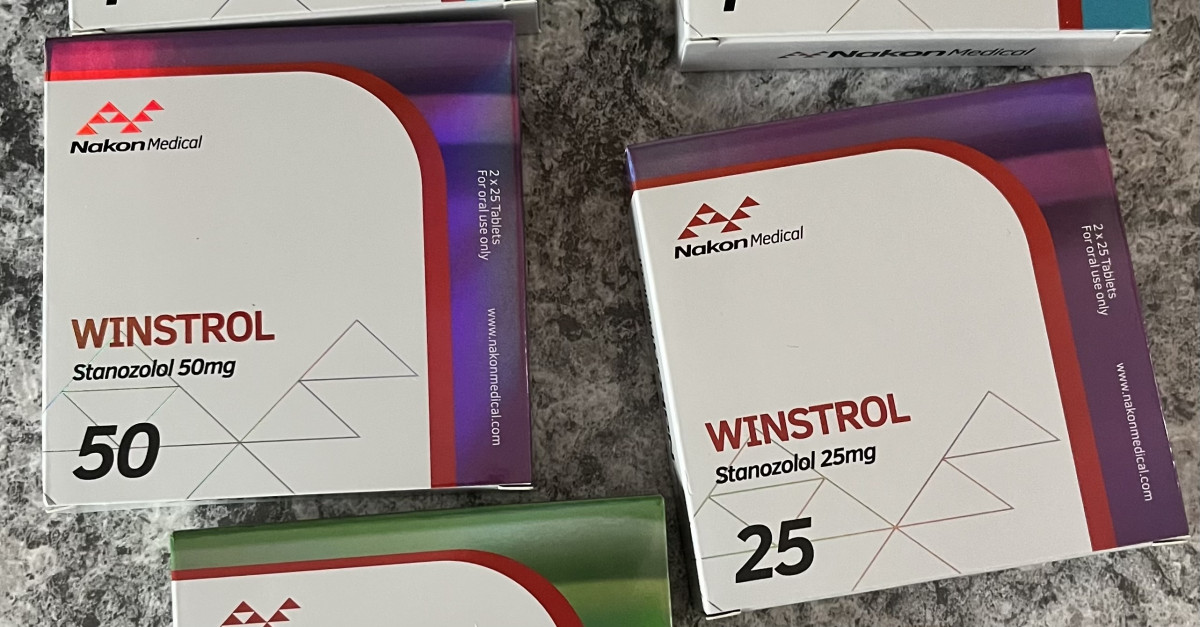 Nakon Medical
Nakon Medical
2 x 25 Tablets
For oral use only
WINSTROL
Stanozolol 50mg
50
www.nakonmedical.com
Nakon Medical
2 x 25 Tablets
For oral use only
WINSTROL
Stanozolol 25mg
25
www.nakonmedical.com